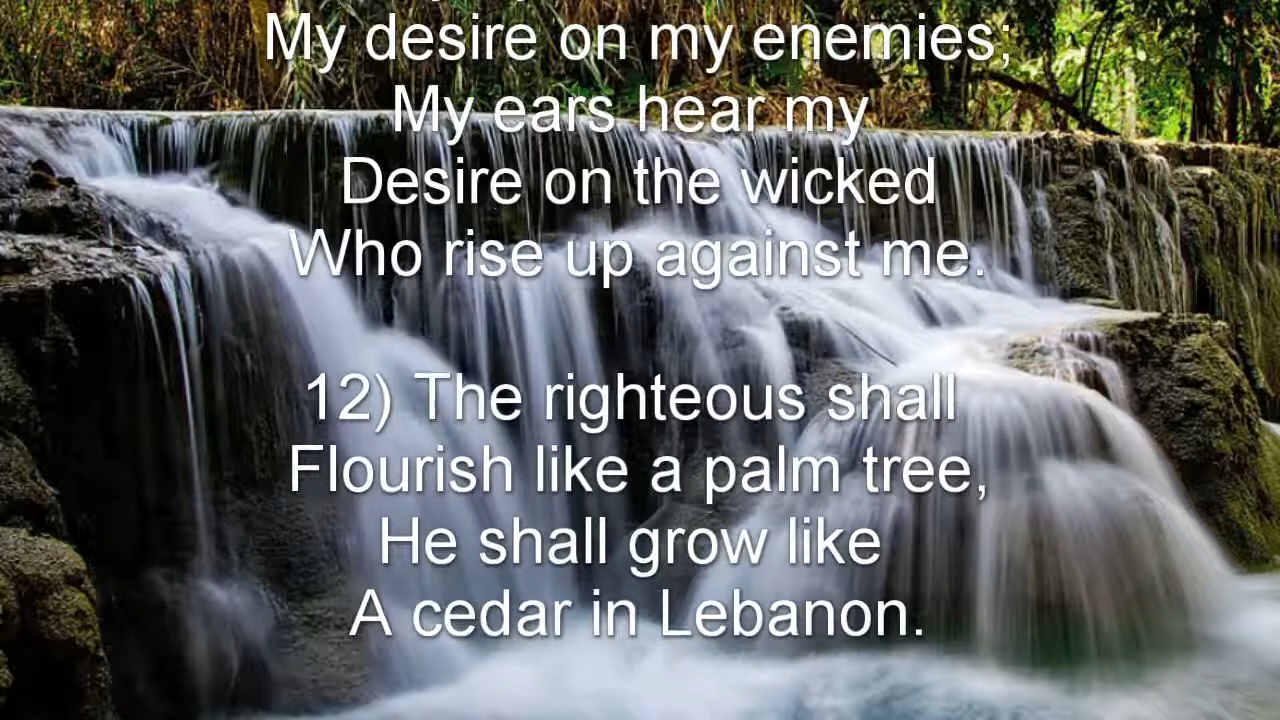 My desire on my enemies;
My ears hear my
Desire on the wicked
Who rise up against me.
12) The righteous shall
Flourish like a palm tree,
He shall grow like
A cedar in Lebanon.